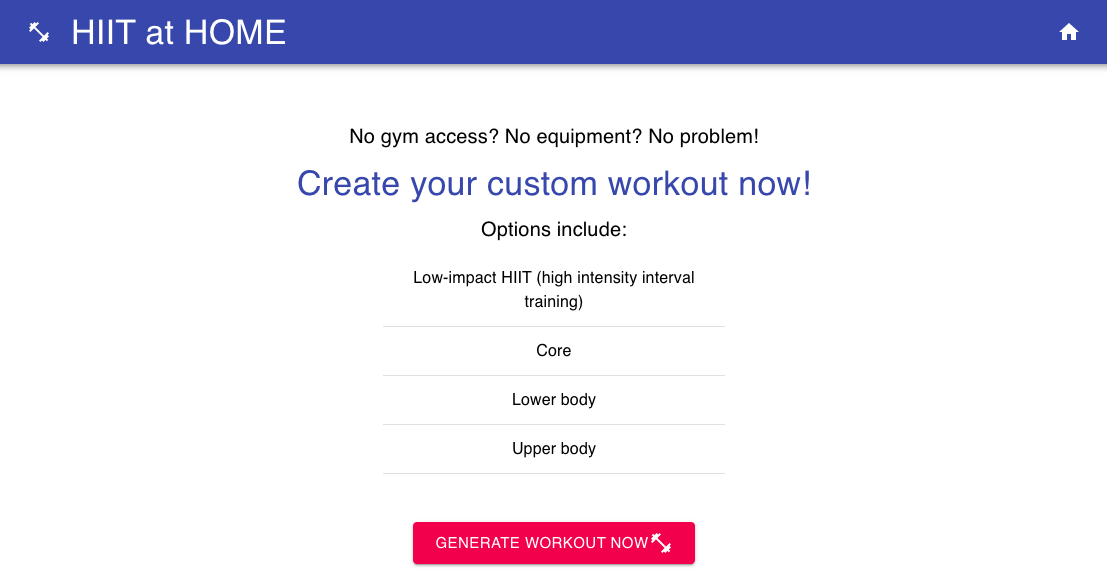 HIIT at HOME
No gym access? No equipment? No problem!
Create your custom workout now!
Options include:
Low-impact HIIT (high intensity interval
training)
Core
Lower body
Upper body
GENERATE WORKOUT NOW